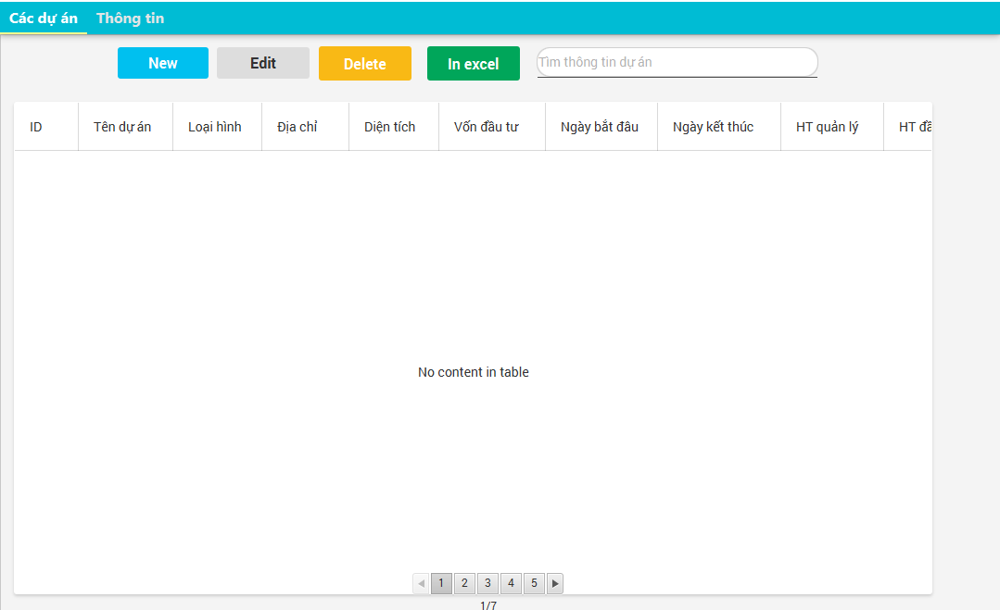 Các dự án Thông tin
New Edit Delete In excel Tìm thông tin dự án
ID Tên dự án Loại hình Địa chỉ Diện tích Vốn đầu tư Ngày bắt đâu Ngày kết thúc HT quản lý HT
No content in table
1 2 3 4 5
1/7